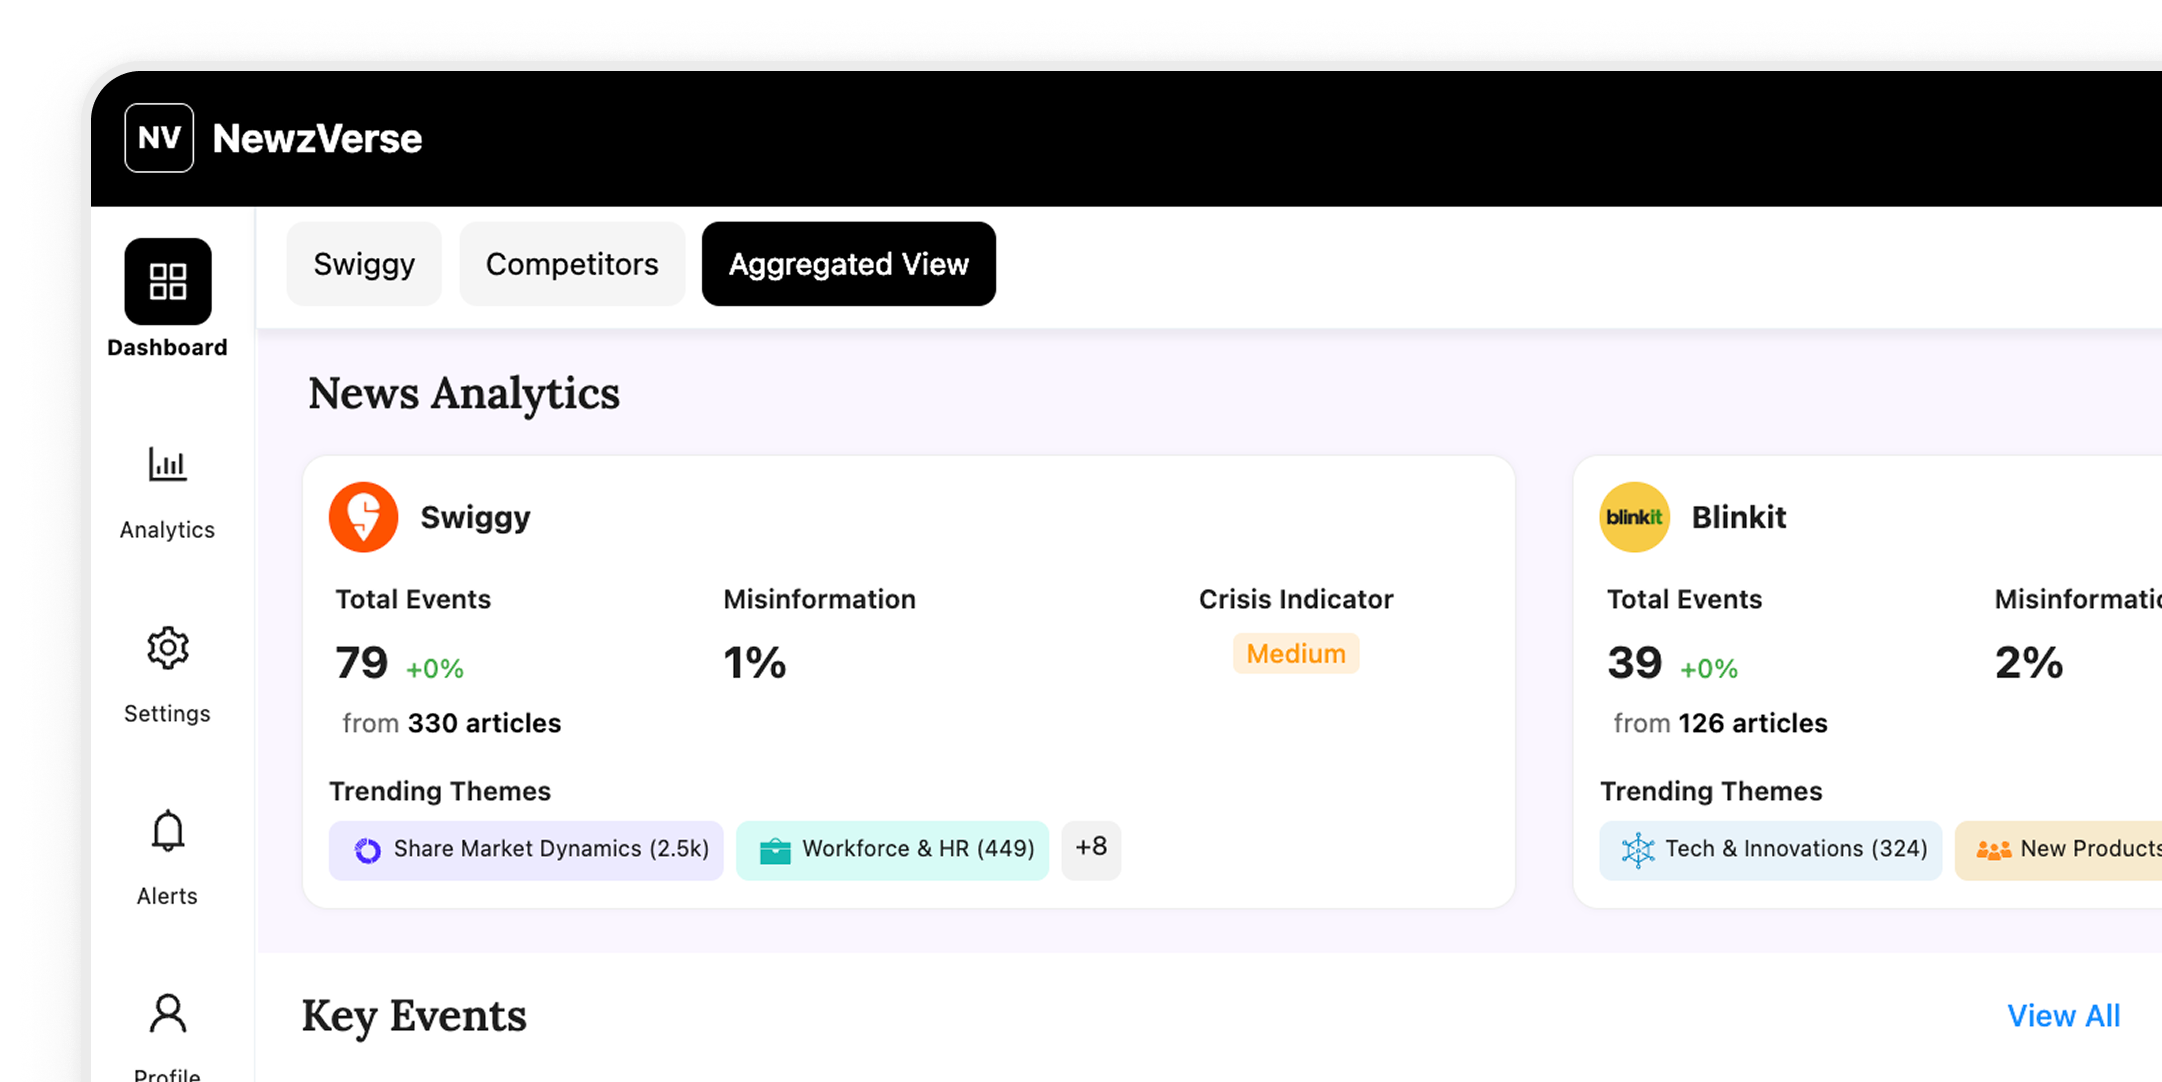 NV NewzVerse
Swiggy
Competitors
Aggregated View
Dashboard
Analytics
Settings
Alerts
Profile
News Analytics
Swiggy
Total Events
79 +0%
from 330 articles
Misinformation
1%
Crisis Indicator
Medium
Trending Themes
Share Market Dynamics (2.5k)
Workforce & HR (449)
+8
blinkit
Blinkit
Total Events
39 +0%
from 126 articles
2%
Trending Themes
Tech & Innovations (324)
New Products
Key Events
View All